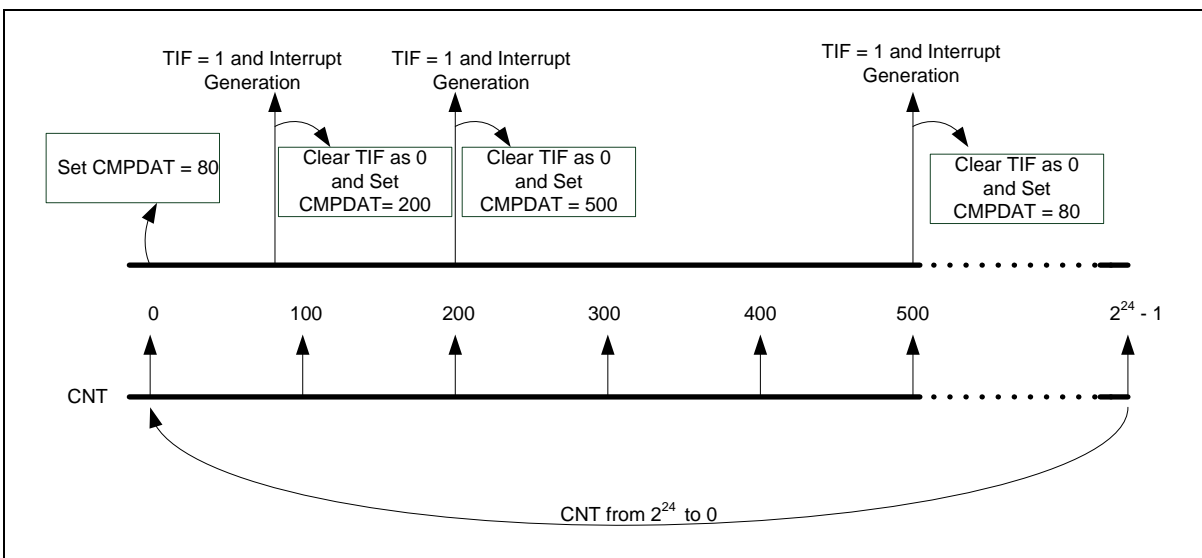 TIF = 1 and Interrupt
Generation
TIF = 1 and Interrupt
Generation
TIF = 1 and Interrupt
Generation
Set CMPDAT = 80
Clear TIF as 0
and Set
CMPDAT= 200
Clear TIF as 0
and Set
CMPDAT = 500
Clear TIF as 0
and Set
CMPDAT = 80
0 100 200 300 400 500 2^24 - 1
CNT
CNT from 2^24 to 0